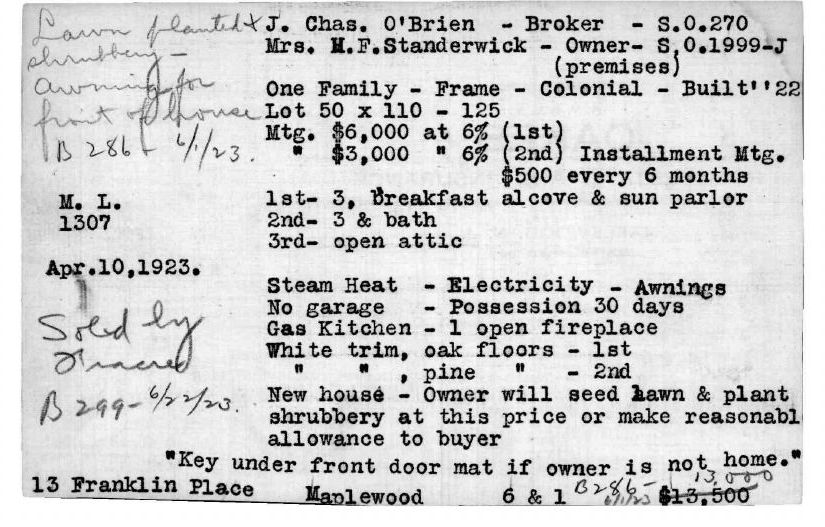 Lawn planted &
shrubbery -
awning for
front of house
B 286 - 6/1/23.
J. Chas. O'Brien - Broker - S.O.270
Mrs. M.F.Standerwick - Owner- S.O.1999-J
(premises)
One Family - Frame - Colonial - Built''22
Lot 50 x 110 - 125
Mtg. $6,000 at 6% (1st)
" $3,000 " 6% (2nd) Installment Mtg.
$500 every 6 months
M. L.
1307
1st- 3, breakfast alcove & sun parlor
2nd- 3 & bath
3rd- open attic
Apr.10,1923.
Sold by
B 299- 6/22/23.
Steam Heat - Electricity - Awnings
No garage - Possession 30 days
Gas Kitchen - 1 open fireplace
White trim, oak floors - 1st
" " , pine " - 2nd
New house - Owner will seed lawn & plant
shrubbery at this price or make reasonabl
allowance to buyer
"Key under front door mat if owner is not home."
13 Franklin Place Maplewood 6 & 1 B286- 6/1/23 $13,500
13,000